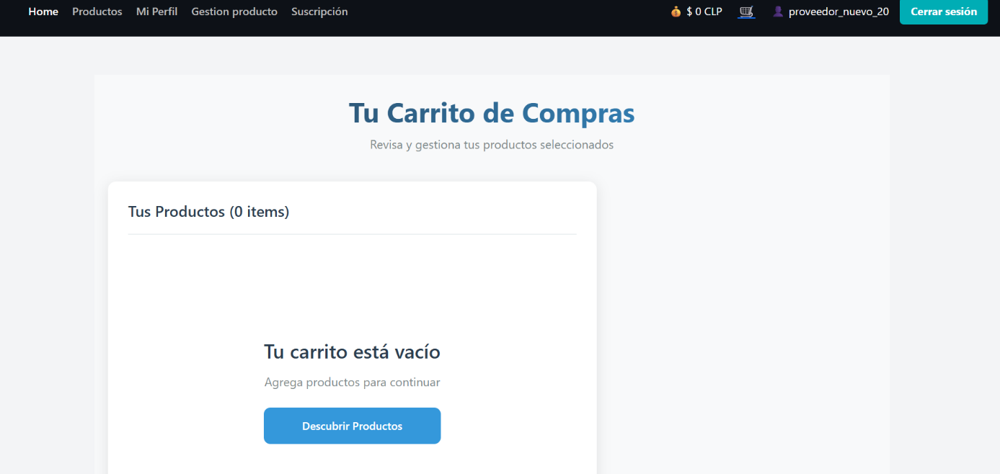 Home Productos Mi Perfil Gestion producto Suscripción $ 0 CLP proveedor_nuevo_20 Cerrar sesión
Tu Carrito de Compras
Revisa y gestiona tus productos seleccionados
Tus Productos (0 items)
Tu carrito está vacío
Agrega productos para continuar
Descubrir Productos